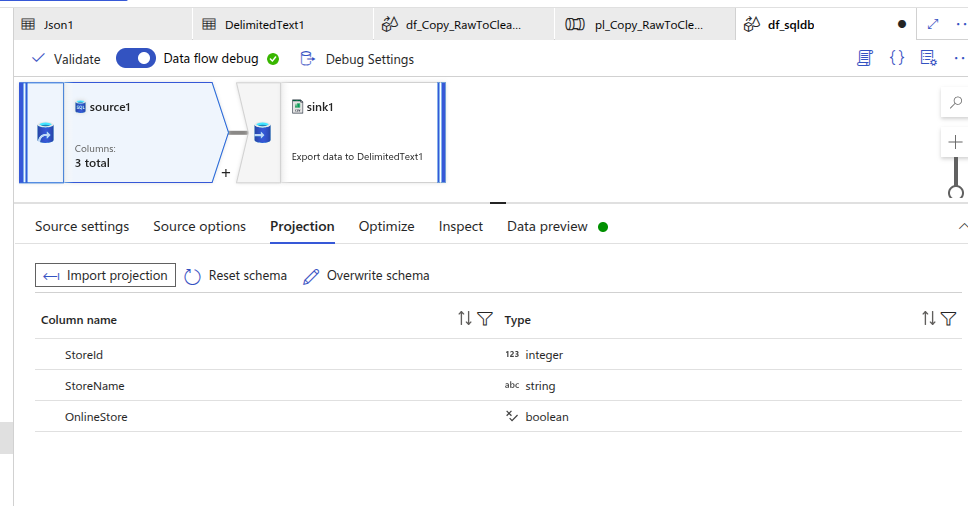 Json1
DelimitedText1
df_Copy_RawToClea...
pl_Copy_RawToCle...
df_sqldb
Validate
Data flow debug
Debug Settings
SQL
source1
Columns:
3 total
+
sink1
Export data to DelimitedText1
Source settings
Source options
Projection
Optimize
Inspect
Data preview
Import projection
Reset schema
Overwrite schema
Column name
Type
StoreId
123 integer
StoreName
abc string
OnlineStore
boolean